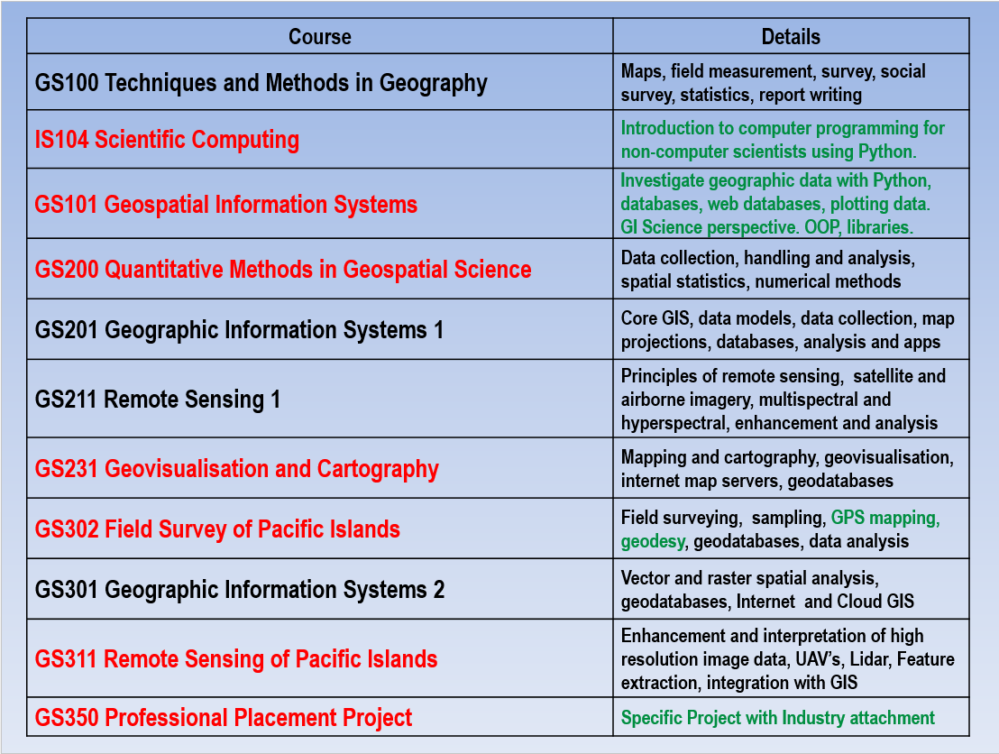 Course
Details
GS100 Techniques and Methods in Geography
Maps, field measurement, survey, social
survey, statistics, report writing
IS104 Scientific Computing
Introduction to computer programming for
non-computer scientists using Python.
GS101 Geospatial Information Systems
Investigate geographic data with Python,
databases, web databases, plotting data.
GI Science perspective. OOP, libraries.
GS200 Quantitative Methods in Geospatial Science
Data collection, handling and analysis,
spatial statistics, numerical methods
GS201 Geographic Information Systems 1
Core GIS, data models, data collection, map
projections, databases, analysis and apps
GS211 Remote Sensing 1
Principles of remote sensing,  satellite and
airborne imagery, multispectral and
hyperspectral, enhancement and analysis
GS231 Geovisualisation and Cartography
Mapping and cartography, geovisualisation,
internet map servers, geodatabases
GS302 Field Survey of Pacific Islands
Field surveying,  sampling, GPS mapping,
geodesy, geodatabases, data analysis
GS301 Geographic Information Systems 2
Vector and raster spatial analysis,
geodatabases, Internet  and Cloud GIS
GS311 Remote Sensing of Pacific Islands
Enhancement and interpretation of high
resolution image data, UAV's, Lidar, Feature
extraction, integration with GIS
GS350 Professional Placement Project
Specific Project with Industry attachment